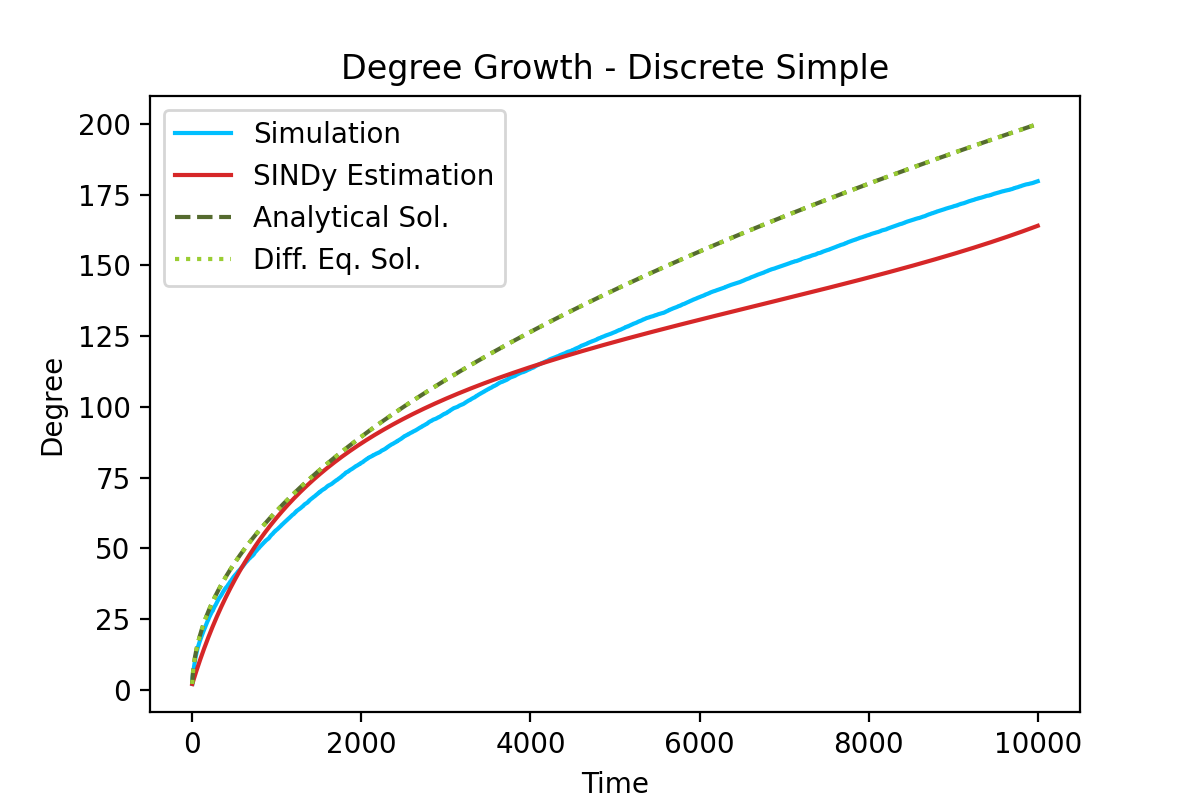 Degree Growth - Discrete Simple
Simulation
SINDy Estimation
Analytical Sol.
Diff. Eq. Sol.
200
175
150
125
100
75
50
25
0
Degree
0 2000 4000 6000 8000 10000
Time